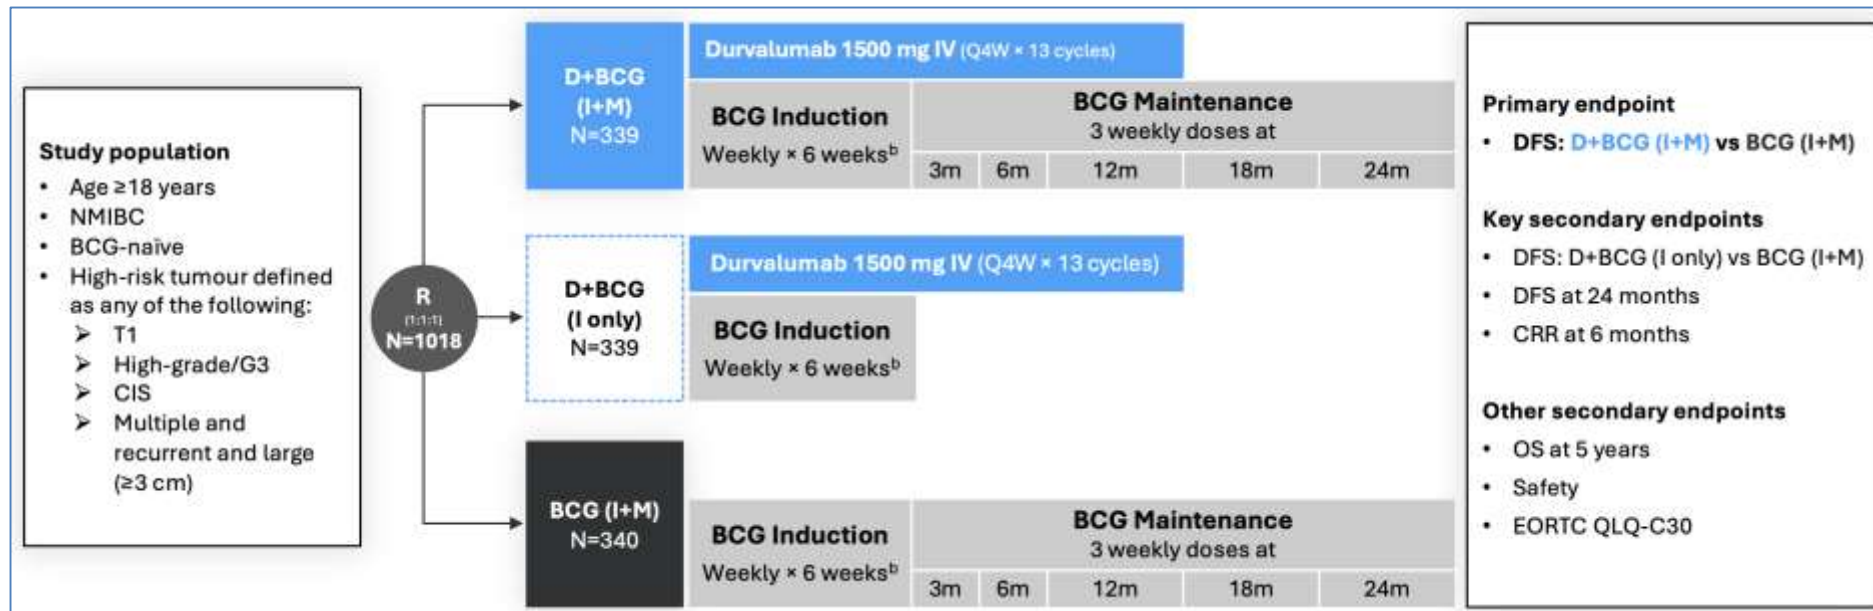 Study population
• Age ≥18 years
• NMIBC
• BCG-naïve
• High-risk tumour defined
as any of the following:
➢ T1
➢ High-grade/G3
➢ CIS
➢ Multiple and
recurrent and large
(≥3 cm)
R
(1:1:1)
N=1018
D+BCG
(I+M)
N=339
Durvalumab 1500 mg IV (Q4W × 13 cycles)
BCG Induction
Weekly × 6 weeksᵇ
BCG Maintenance
3 weekly doses at
3m 6m 12m 18m 24m
D+BCG
(I only)
N=339
Durvalumab 1500 mg IV (Q4W × 13 cycles)
BCG Induction
Weekly × 6 weeksᵇ
BCG (I+M)
N=340
BCG Induction
Weekly × 6 weeksᵇ
BCG Maintenance
3 weekly doses at
3m 6m 12m 18m 24m
Primary endpoint
• DFS: D+BCG (I+M) vs BCG (I+M)
Key secondary endpoints
• DFS: D+BCG (I only) vs BCG (I+M)
• DFS at 24 months
• CRR at 6 months
Other secondary endpoints
• OS at 5 years
• Safety
• EORTC QLQ-C30